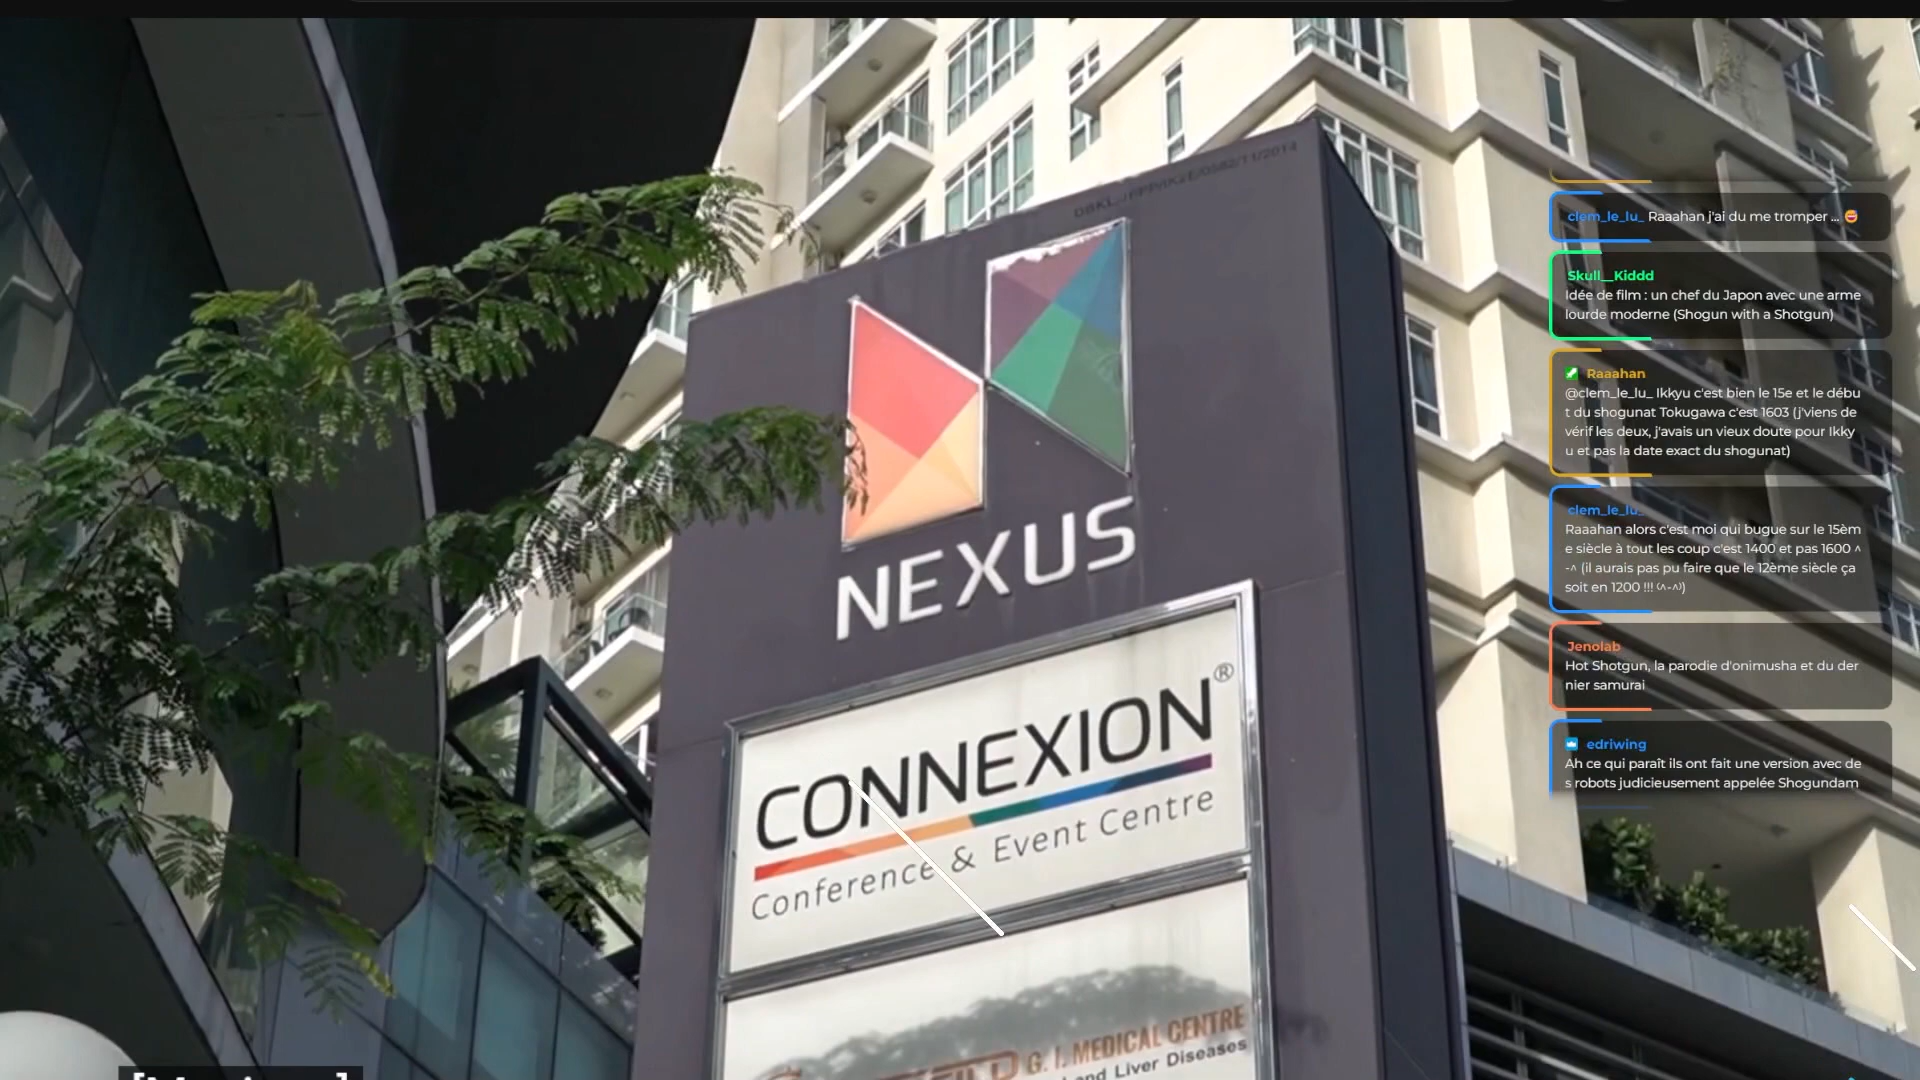 NEXUS
CONNEXION®
Conference & Event Centre
G. I. MEDICAL CENTRE
and Liver Diseases
clem_le_lu_ Raaahan j'ai du me tromper ...
Skull__Kiddd
Idée de film : un chef du Japon avec une arme
lourde moderne (Shogun with a Shotgun)
Raaahan
@clem_le_lu_ Ikkyu c'est bien le 15e et le débu
t du shogunat Tokugawa c'est 1603 (j'viens de
vérif les deux, j'avais un vieux doute pour Ikky
u et pas la date exact du shogunat)
clem_le_lu_
Raaahan alors c'est moi qui bugue sur le 15èm
e siècle à tout les coup c'est 1400 et pas 1600 ^
-^ (il aurais pas pu faire que le 12ème siècle ça
soit en 1200 !!! (^-^))
Jenolab
Hot Shotgun, la parodie d'onimusha et du der
nier samurai
edriwing
Ah ce qui paraît ils ont fait une version avec de
s robots judicieusement appelée Shogundam